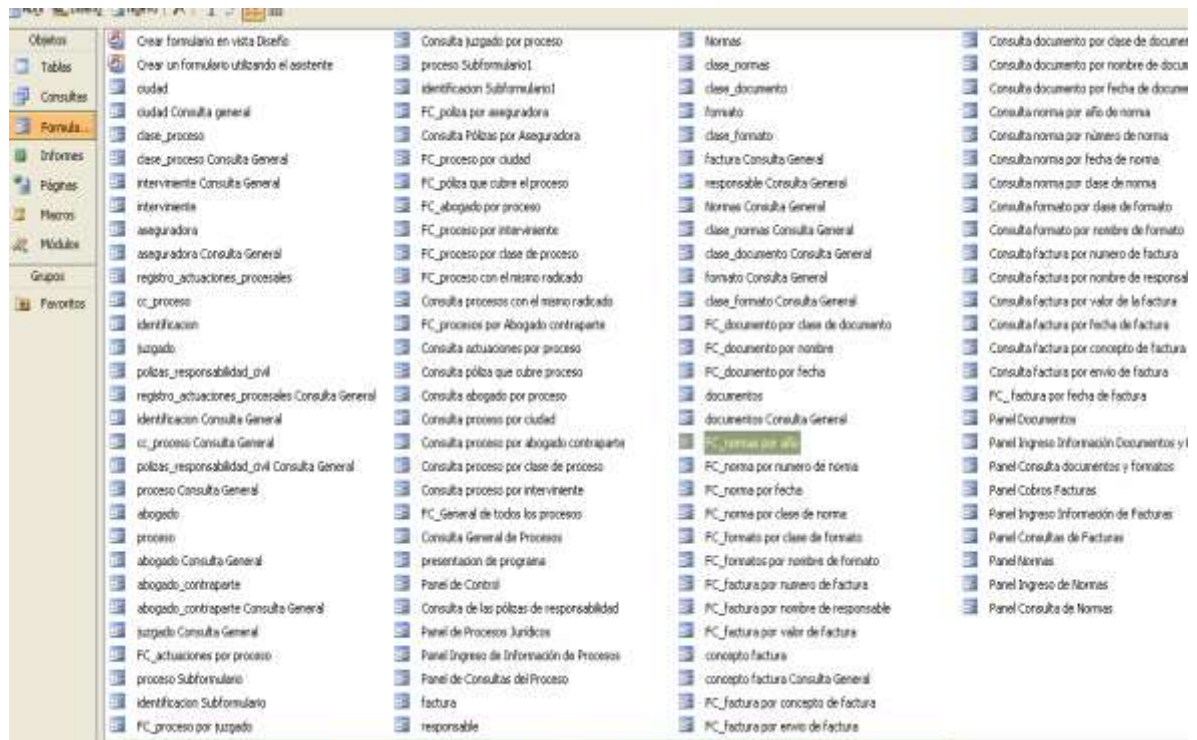 Objetos
Tablas
Consultas
Formula...
Informes
Páginas
Macros
Módulos
Grupos
Favoritos
Crear formulario en vista Diseño
Crear un formulario utilizando el asistente
ciudad
ciudad Consulta general
clase_proceso
clase_proceso Consulta General
interviniente Consulta General
interviniente
aseguradora
aseguradora Consulta General
registro_actuaciones_procesales
cc_proceso
identificacion
juzgado
polizas_responsabilidad_civil
registro_actuaciones_procesales Consulta General
identificacion Consulta General
cc_proceso Consulta General
polizas_responsabilidad_civil Consulta General
proceso Consulta General
abogado
proceso
abogado Consulta General
abogado_contraparte
abogado_contraparte Consulta General
juzgado Consulta General
FC_actuaciones por proceso
proceso Subformulario
identificacion Subformulario
FC_proceso por juzgado
Consulta juzgado por proceso
proceso Subformulario1
identificacion Subformulario1
FC_poliza por aseguradora
Consulta Pólizas por Aseguradora
FC_proceso por ciudad
FC_póliza que cubre el proceso
FC_abogado por proceso
FC_proceso por interviniente
FC_proceso por clase de proceso
FC_proceso con el mismo radicado
Consulta procesos con el mismo radicado
FC_procesos por Abogado contraparte
Consulta actuaciones por proceso
Consulta póliza que cubre proceso
Consulta abogado por proceso
Consulta proceso por ciudad
Consulta proceso por abogado contraparte
Consulta proceso por clase de proceso
Consulta proceso por interviniente
FC_General de todos los procesos
Consulta General de Procesos
presentacion de programa
Panel de Control
Consulta de las pólizas de responsabilidad
Panel de Procesos Jurídicos
Panel Ingreso de Información de Procesos
Panel de Consultas del Proceso
factura
responsable
Normas
clase_normas
clase_documento
formato
clase_formato
factura Consulta General
responsable Consulta General
Normas Consulta General
clase_normas Consulta General
clase_documento Consulta General
formato Consulta General
clase_formato Consulta General
FC_documento por clase de documento
FC_documento por nombre
FC_documento por fecha
documentos
documentos Consulta General
FC_normas por año
FC_norma por numero de norma
FC_norma por fecha
FC_norma por clase de norma
FC_formato por clase de formato
FC_formatos por nombre de formato
FC_factura por numero de factura
FC_factura por nombre de responsable
FC_factura por valor de factura
concepto factura
concepto factura Consulta General
FC_factura por concepto de factura
FC_factura por envio de factura
Consulta documento por clase de documen
Consulta documento por nombre de docum
Consulta documento por fecha de documen
Consulta norma por año de norma
Consulta norma por número de norma
Consulta norma por fecha de norma
Consulta norma por clase de norma
Consulta formato por clase de formato
Consulta formato por nombre de formato
Consulta factura por numero de factura
Consulta factura por nombre de responsal
Consulta factura por valor de la factura
Consulta factura por fecha de factura
Consulta factura por concepto de factura
Consulta factura por envio de factura
FC_factura por fecha de factura
Panel Documentos
Panel Ingreso Información Documentos y
Panel Consulta documentos y formatos
Panel Cobros Facturas
Panel Ingreso Información de Facturas
Panel Consultas de Facturas
Panel Normas
Panel Ingreso de Normas
Panel Consulta de Normas